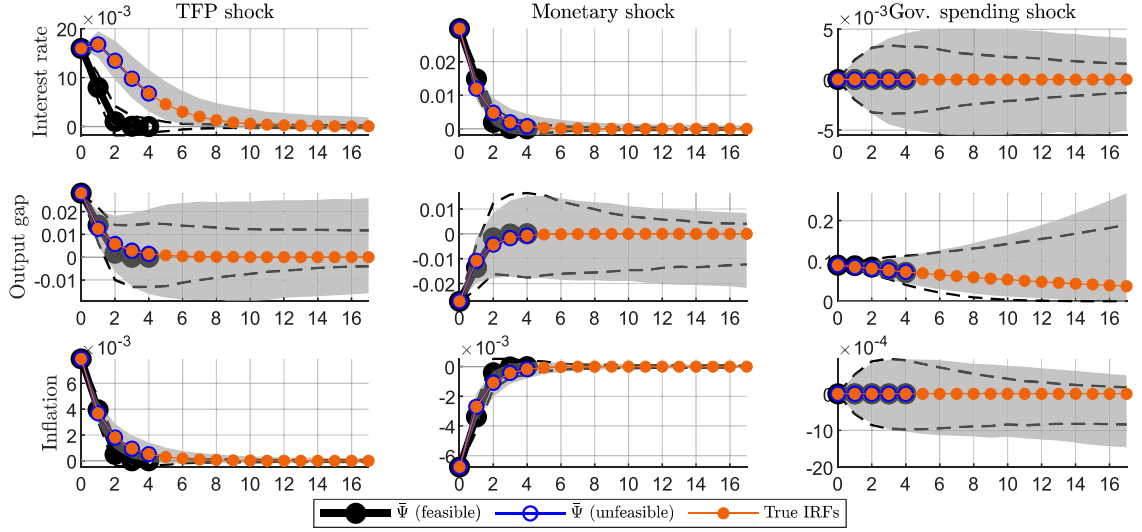 TFP shock
Monetary shock
Gov. spending shock
×10⁻³
×10⁻³
Interest rate
20
10
0
0.02
0.01
0
5
0
-5
0 2 4 6 8 10 12 14 16
0 2 4 6 8 10 12 14 16
0 2 4 6 8 10 12 14 16
Output gap
0.02
0.01
0
-0.01
0.01
0
-0.01
-0.02
0.2
0.1
0
0 2 4 6 8 10 12 14 16
0 2 4 6 8 10 12 14 16
0 2 4 6 8 10 12 14 16
×10⁻³
×10⁻³
×10⁻⁴
Inflation
6
4
2
0
0
-2
-4
-6
0
-10
-20
0 2 4 6 8 10 12 14 16
0 2 4 6 8 10 12 14 16
0 2 4 6 8 10 12 14 16
Ψ̄ (feasible) Ψ̄ (unfeasible) True IRFs